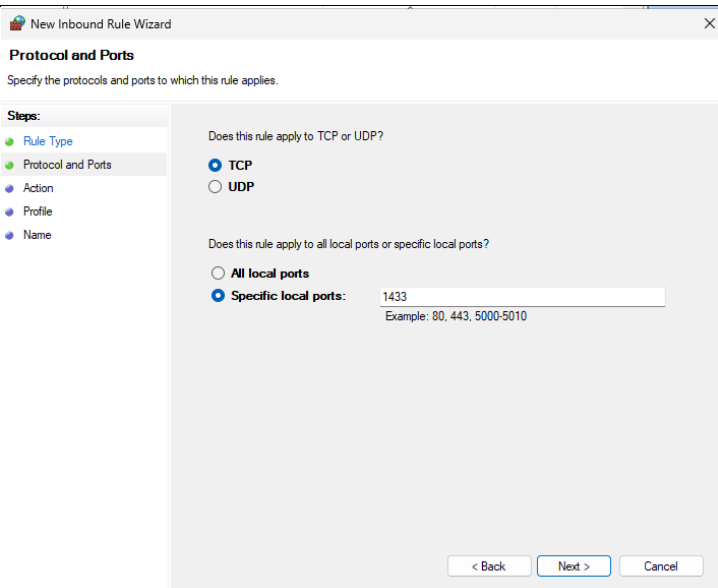 New Inbound Rule Wizard
Protocol and Ports
Specify the protocols and ports to which this rule applies.
Steps:
Rule Type
Protocol and Ports
Action
Profile
Name
Does this rule apply to TCP or UDP?
TCP
UDP
Does this rule apply to all local ports or specific local ports?
All local ports
Specific local ports:
1433
Example: 80, 443, 5000-5010
< Back
Next >
Cancel